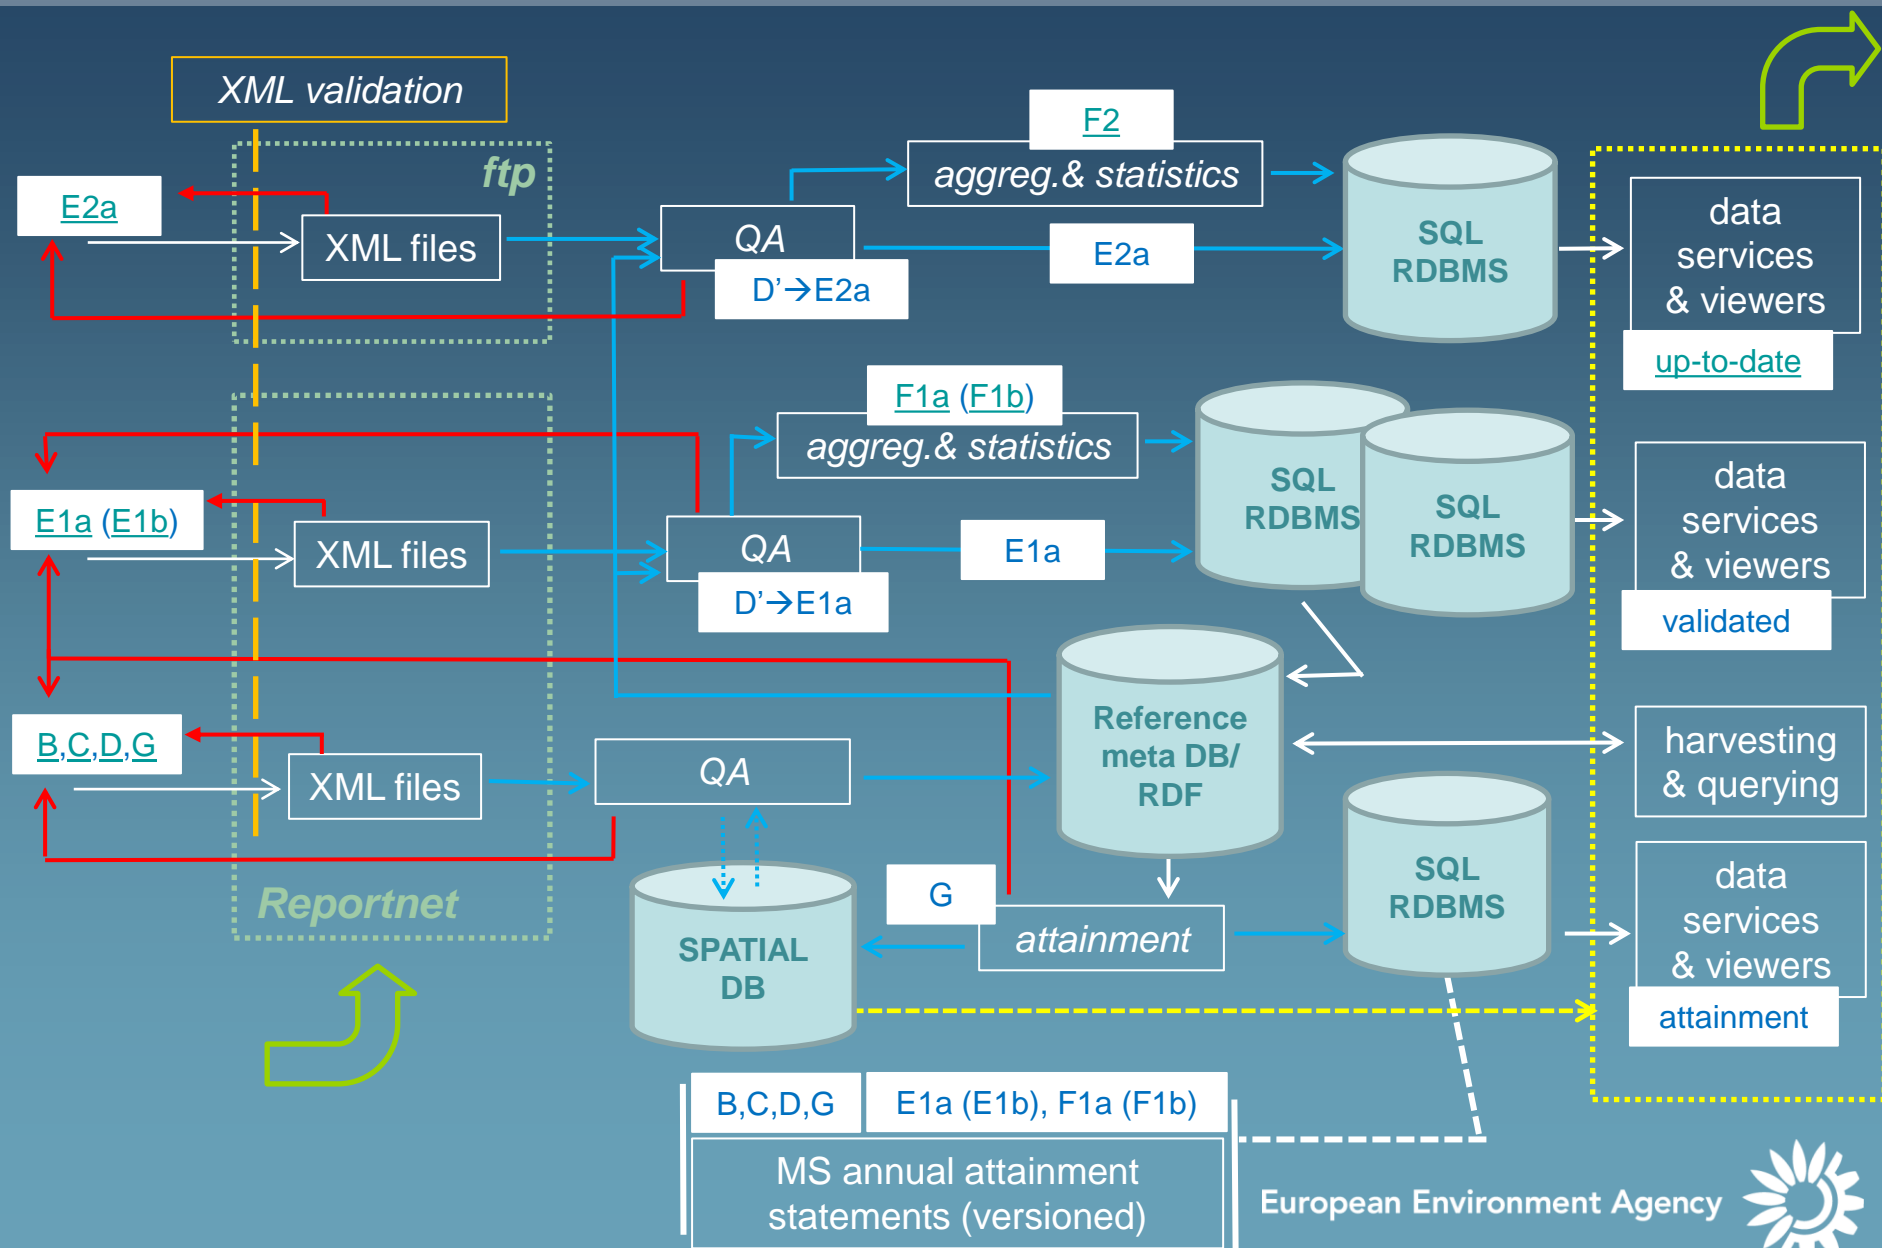 XML validation
ftp
F2
aggreg.& statistics
E2a
XML files
QA
D’→E2a
E2a
SQL
RDBMS
data
services
& viewers
up-to-date
F1a (F1b)
aggreg.& statistics
E1a (E1b)
XML files
QA
D’→E1a
E1a
SQL
RDBMS
SQL
RDBMS
data
services
& viewers
validated
B,C,D,G
XML files
QA
Reference
meta DB/
RDF
harvesting
& querying
Reportnet
SPATIAL
DB
G
attainment
SQL
RDBMS
data
services
& viewers
attainment
B,C,D,G
E1a (E1b), F1a (F1b)
MS annual attainment
statements (versioned)
European Environment Agency